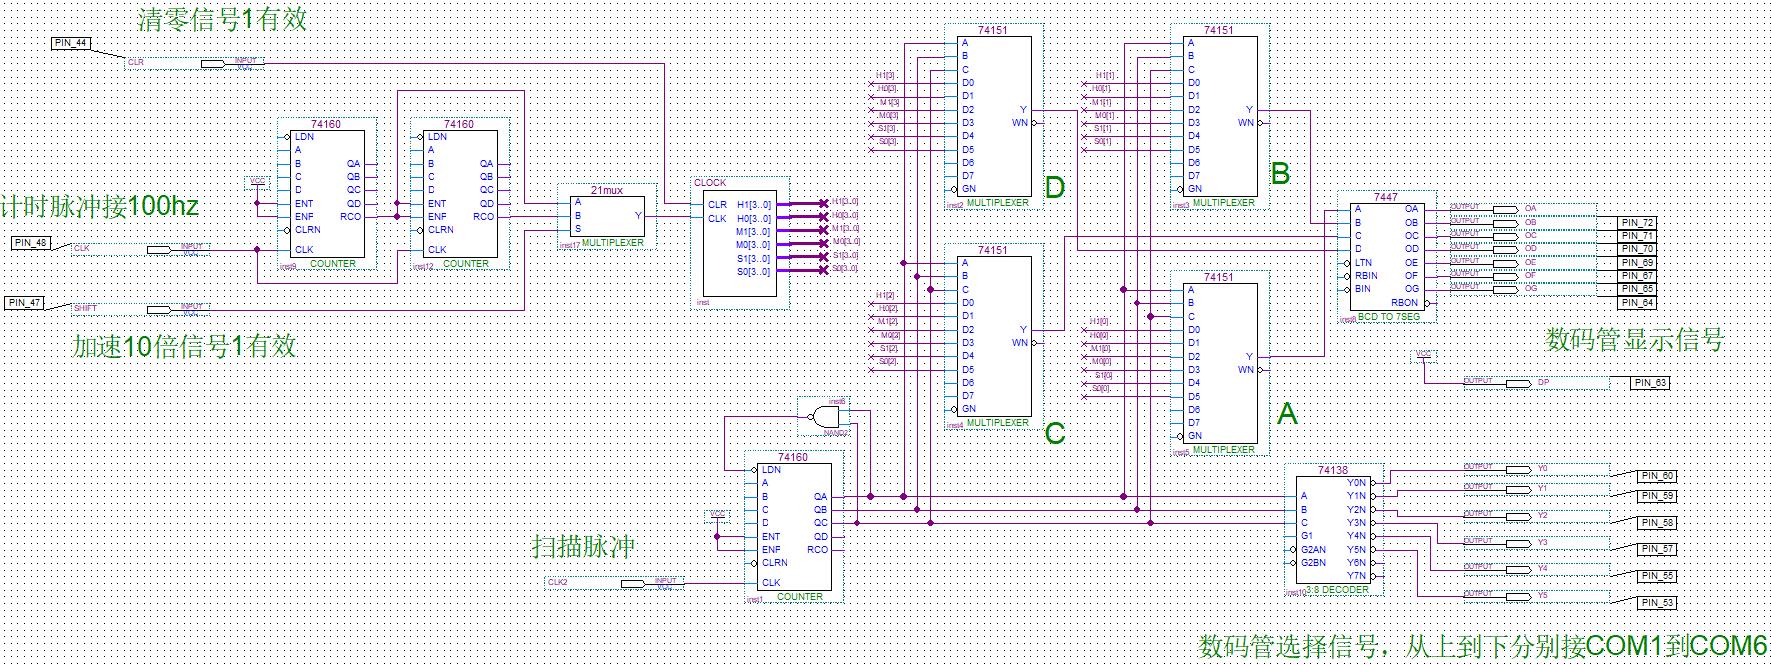 清零信号1有效
PIN_44
CLR
INPUT
VCC
74160
LDN
A
B
C
D
ENT
ENF
CLRN
CLK
QA
QB
QC
QD
RCO
inst9
COUNTER
VCC
74160
LDN
A
B
C
D
ENT
ENF
CLRN
CLK
QA
QB
QC
QD
RCO
inst12
COUNTER
计时脉冲接100hz
PIN_48
CLK
INPUT
VCC
PIN_47
SHIFT
INPUT
VCC
加速10倍信号1有效
21mux
A
B
S
Y
inst17
MULTIPLEXER
CLOCK
CLR
CLK
H1[3..0]
H0[3..0]
M1[3..0]
M0[3..0]
S1[3..0]
S0[3..0]
inst
H1[3..0]
H0[3..0]
M1[3..0]
M0[3..0]
S1[3..0]
S0[3..0]
74151
H1[3]
H0[3]
M1[3]
M0[3]
S1[3]
S0[3]
A
B
C
D0
D1
D2
D3
D4
D5
D6
D7
GN
Y
WN
inst2
MULTIPLEXER
D
74151
H1[1]
H0[1]
M1[1]
M0[1]
S1[1]
S0[1]
A
B
C
D0
D1
D2
D3
D4
D5
D6
D7
GN
Y
WN
inst3
MULTIPLEXER
B
74151
H1[2]
H0[2]
M1[2]
M0[2]
S1[2]
S0[2]
A
B
C
D0
D1
D2
D3
D4
D5
D6
D7
GN
Y
WN
inst4
MULTIPLEXER
C
74151
H1[0]
H0[0]
M1[0]
M0[0]
S1[0]
S0[0]
A
B
C
D0
D1
D2
D3
D4
D5
D6
D7
GN
Y
WN
inst5
MULTIPLEXER
A
7447
A
B
C
D
LTN
RBIN
BIN
OA
OB
OC
OD
OE
OF
OG
RBON
BCD TO 7SEG
OUTPUT
OA
OUTPUT
OB
OUTPUT
OC
OUTPUT
OD
OUTPUT
OE
OUTPUT
OF
OUTPUT
OG
PIN_72
PIN_71
PIN_70
PIN_69
PIN_67
PIN_65
PIN_64
数码管显示信号
VCC
OUTPUT
DP
PIN_63
inst6
NAND2
74160
LDN
A
B
C
D
ENT
ENF
CLRN
CLK
QA
QB
QC
QD
RCO
inst1
COUNTER
VCC
扫描脉冲
CLK2
INPUT
VCC
74138
A
B
C
G1
G2AN
G2BN
Y0N
Y1N
Y2N
Y3N
Y4N
Y5N
Y6N
Y7N
inst10
3:8 DECODER
OUTPUT
Y0
OUTPUT
Y1
OUTPUT
Y2
OUTPUT
Y3
OUTPUT
Y4
OUTPUT
Y5
PIN_60
PIN_59
PIN_58
PIN_57
PIN_55
PIN_53
数码管选择信号，从上到下分别接COM1到COM6